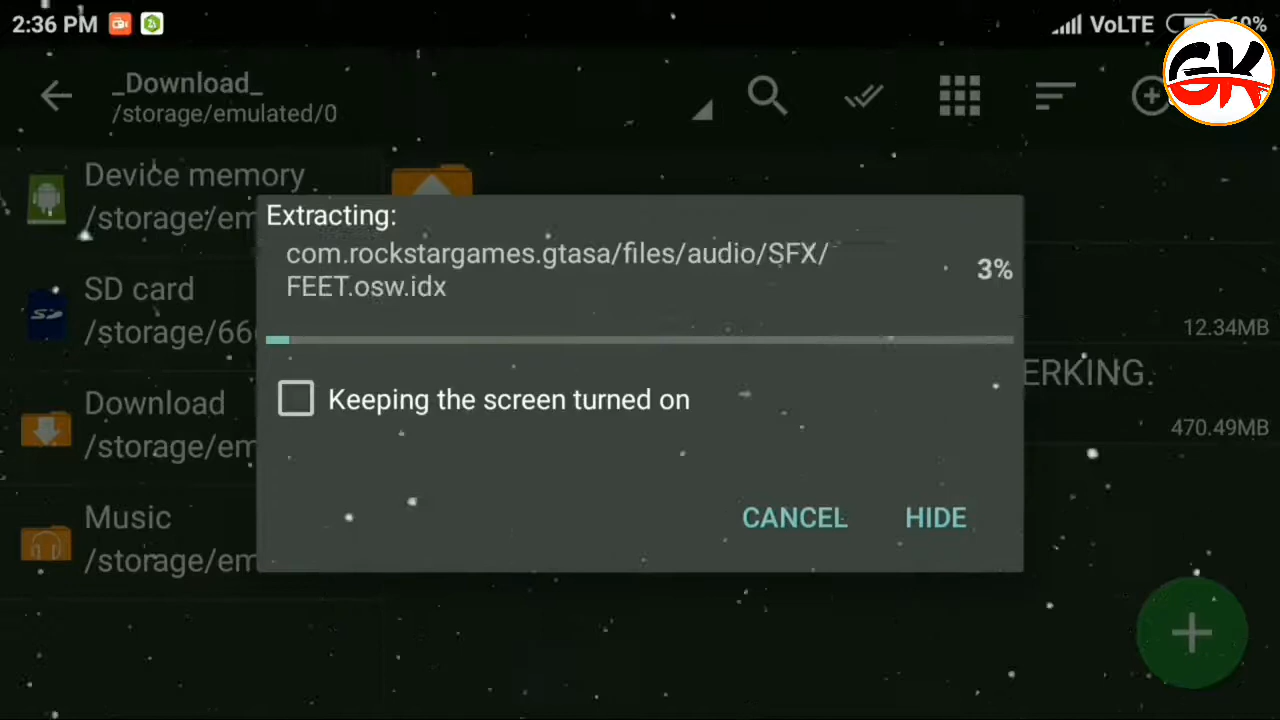 2:36 PM
VoLTE
GK
_Download_
/storage/emulated/0
Device memory
/storage/em
SD card
/storage/66
Download
/storage/em
Music
/storage/em
Extracting:
com.rockstargames.gtasa/files/audio/SFX/
FEET.osw.idx
3%
Keeping the screen turned on
CANCEL
HIDE
12.34MB
ERKING.
470.49MB